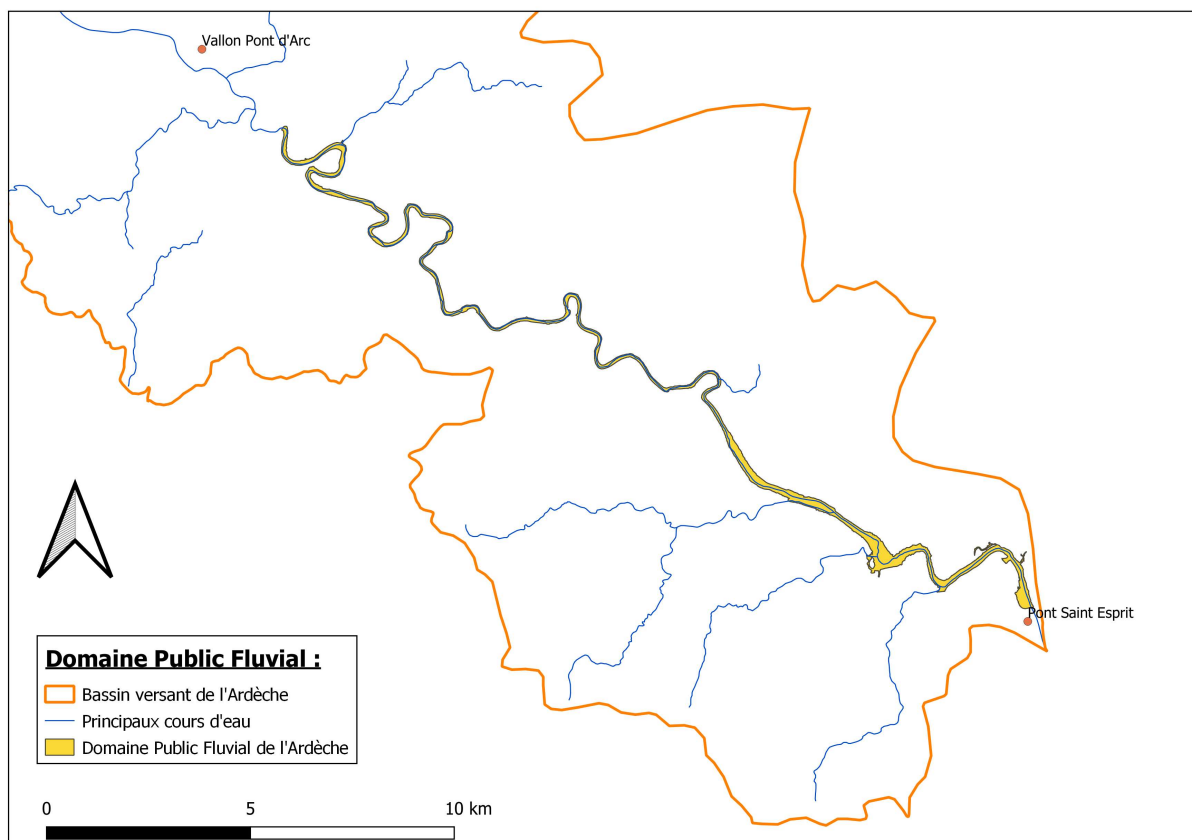 Vallon Pont d'Arc
Pont Saint Esprit
Domaine Public Fluvial :
Bassin versant de l'Ardèche
Principaux cours d'eau
Domaine Public Fluvial de l'Ardèche
0 5 10 km